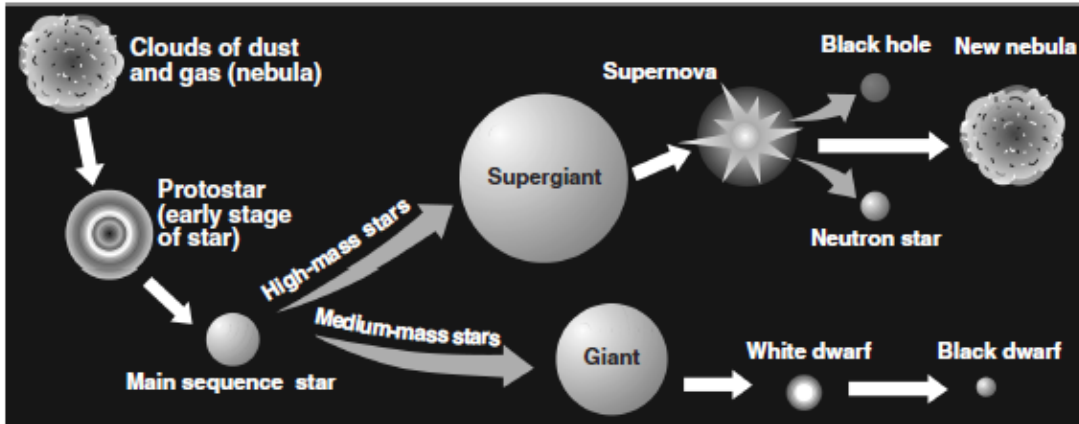 Clouds of dust
and gas (nebula)
Protostar
(early stage
of star)
Main sequence star
High-mass stars
Medium-mass stars
Supergiant
Supernova
Black hole
New nebula
Neutron star
Giant
White dwarf
Black dwarf